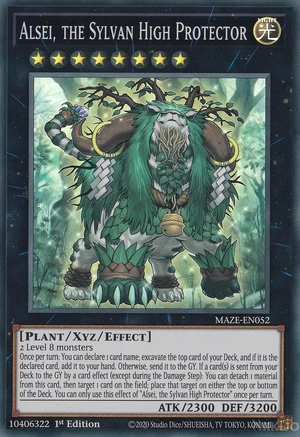 ALSEI, THE SYLVAN HIGH PROTECTOR
LIGHT
光
MAZE-EN052
[PLANT/XYZ/EFFECT]
2 Level 8 monsters
Once per turn: You can declare 1 card name; excavate the top card of your Deck, and if it is the
declared card, add it to your hand. Otherwise, send it to the GY. If a card(s) is sent from your
Deck to the GY by a card effect (except during the Damage Step): You can detach 1 material
from this card, then target 1 card on the field; place that target on either the top or bottom
of the Deck. You can only use this effect of "Alsei, the Sylvan High Protector" once per turn.
ATK/2300 DEF/3200
10406322 1st Edition ©2020 Studio Dice/SHUEISHA, TV TOKYO, KONAMI